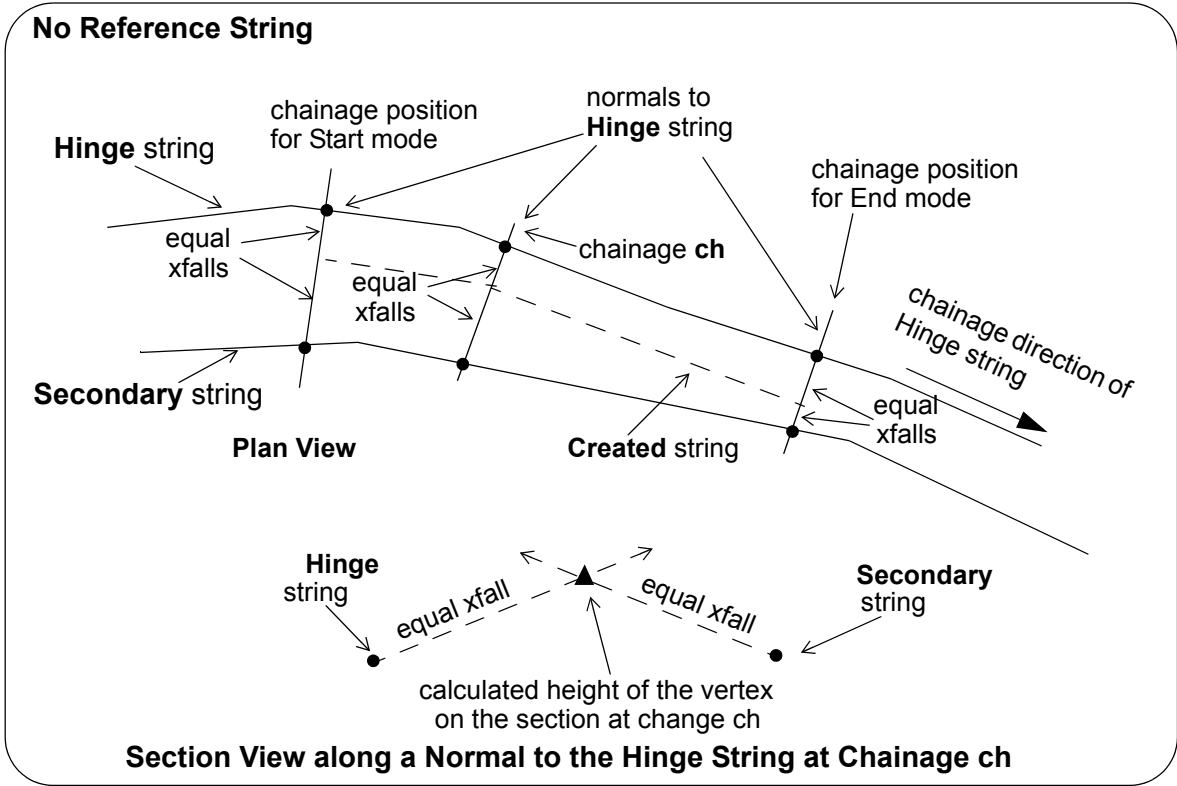 No Reference String
chainage position
for Start mode
normals to
Hinge string
Hinge string
chainage position
for End mode
equal
xfalls
chainage ch
equal
xfalls
chainage direction of
Hinge string
Secondary string
equal
xfalls
Plan View
Created string
Hinge
string
equal xfall
equal xfall
Secondary
string
calculated height of the vertex
on the section at change ch
Section View along a Normal to the Hinge String at Chainage ch